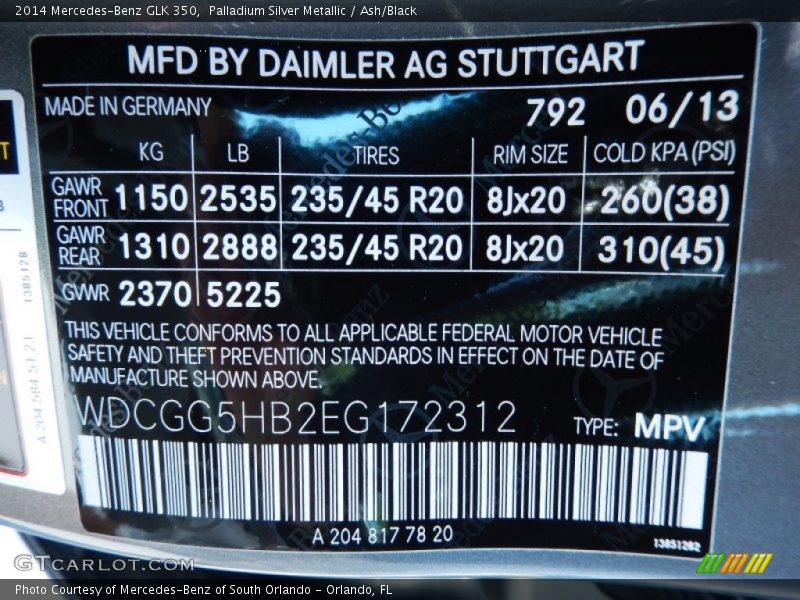 2014 Mercedes-Benz GLK 350, Palladium Silver Metallic / Ash/Black
MFD BY DAIMLER AG STUTTGART
MADE IN GERMANY 792 06/13
KG LB TIRES RIM SIZE COLD KPA (PSI)
GAWR FRONT 1150 2535 235/45 R20 8Jx20 260(38)
GAWR REAR 1310 2888 235/45 R20 8Jx20 310(45)
GVWR 2370 5225
THIS VEHICLE CONFORMS TO ALL APPLICABLE FEDERAL MOTOR VEHICLE
SAFETY AND THEFT PREVENTION STANDARDS IN EFFECT ON THE DATE OF
MANUFACTURE SHOWN ABOVE.
WDCGG5HB2EG172312 TYPE: MPV
A 204 817 78 20
13851282
A 204 584 51 21 1385128
GTCARLOT.COM
Photo Courtesy of Mercedes-Benz of South Orlando - Orlando, FL